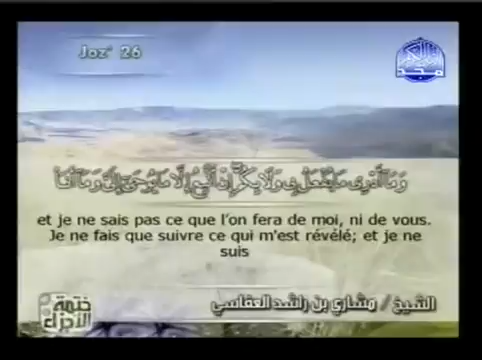 Joz' 26
المجد
وَمَا أَدْرِي مَا يُفْعَلُ بِي وَلَا بِكُمْ إِنْ أَتَّبِعُ إِلَّا مَا يُوحَىٰ إِلَيَّ وَمَا أَنَا
et je ne sais pas ce que l'on fera de moi, ni de vous.
Je ne fais que suivre ce qui m'est révélé; et je ne
suis
الشيخ / مشاري بن راشد العفاسي
ختمة
الأجزاء